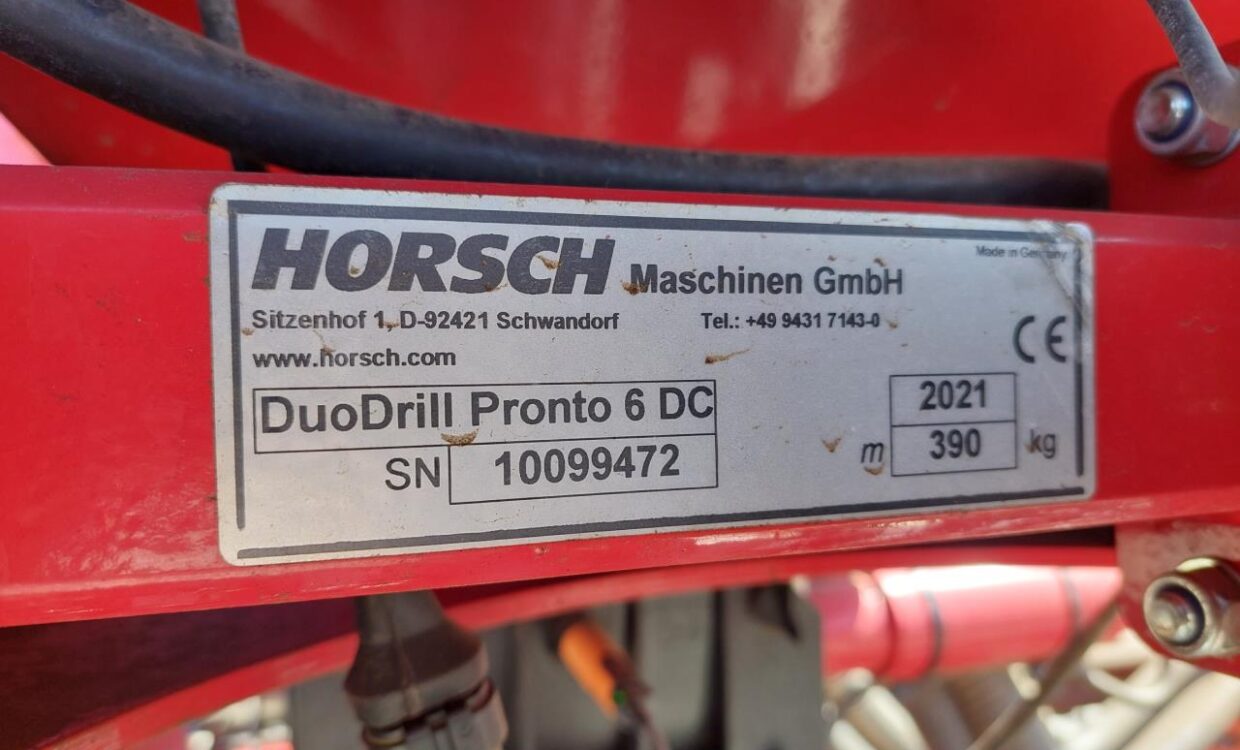 HORSCH Maschinen GmbH
Made in Germany
Sitzenhof 1, D-92421 Schwandorf Tel.: +49 9431 7143-0
www.horsch.com
CE
DuoDrill Pronto 6 DC
2021
SN 10099472
m 390 kg